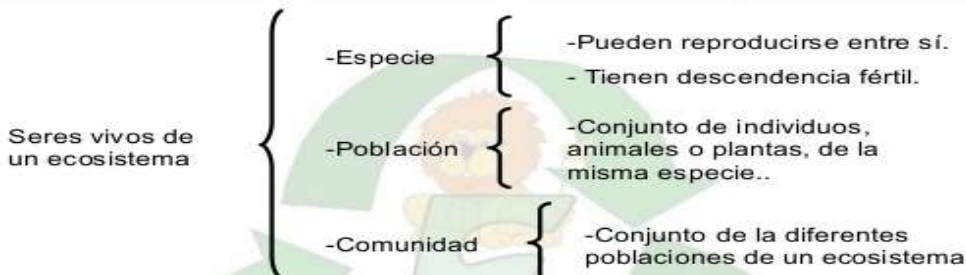 Seres vivos de
un ecosistema
-Especie
-Pueden reproducirse entre sí.
- Tienen descendencia fértil.
-Población
-Conjunto de individuos,
animales o plantas, de la
misma especie..
-Comunidad
-Conjunto de la diferentes
poblaciones de un ecosistema